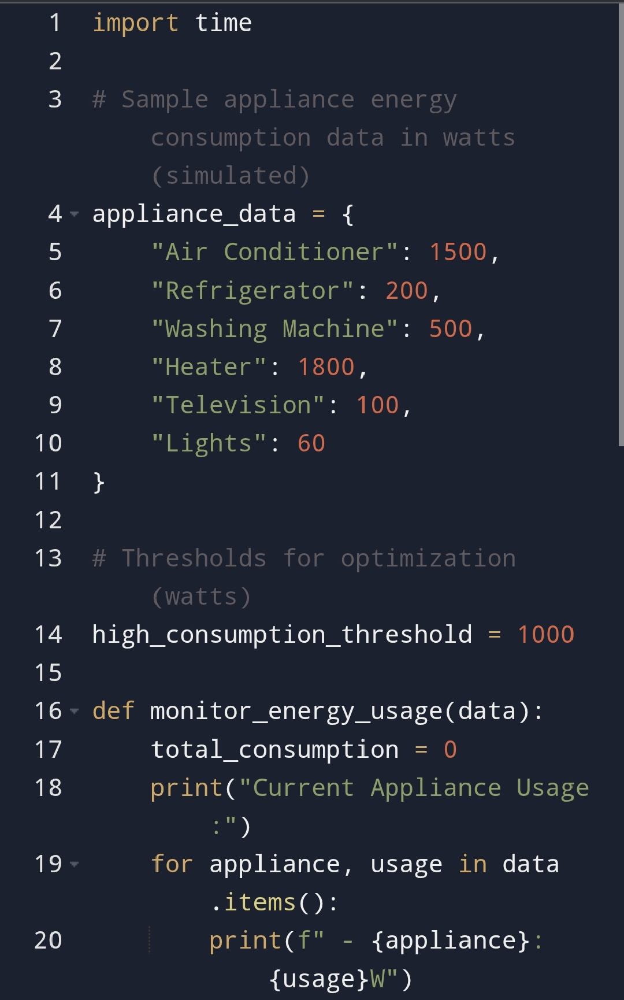 1 import time
2
3 # Sample appliance energy
consumption data in watts
(simulated)
4 appliance_data = {
5 "Air Conditioner": 1500,
6 "Refrigerator": 200,
7 "Washing Machine": 500,
8 "Heater": 1800,
9 "Television": 100,
10 "Lights": 60
11 }
12
13 # Thresholds for optimization
(watts)
14 high_consumption_threshold = 1000
15
16 def monitor_energy_usage(data):
17 total_consumption = 0
18 print("Current Appliance Usage
:")
19 for appliance, usage in data
.items():
20 print(f" - {appliance}:
{usage}W")